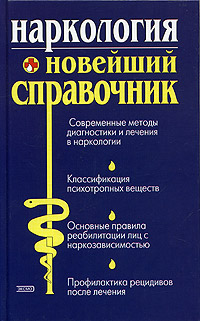 наркология
новейший
справочник
Современные методы
диагностики и лечения
в наркологии
Классификация
психотропных веществ
Основные правила
реабилитации лиц с
наркозависимостью
Профилактика рецидивов
после лечения
ЭКСМО